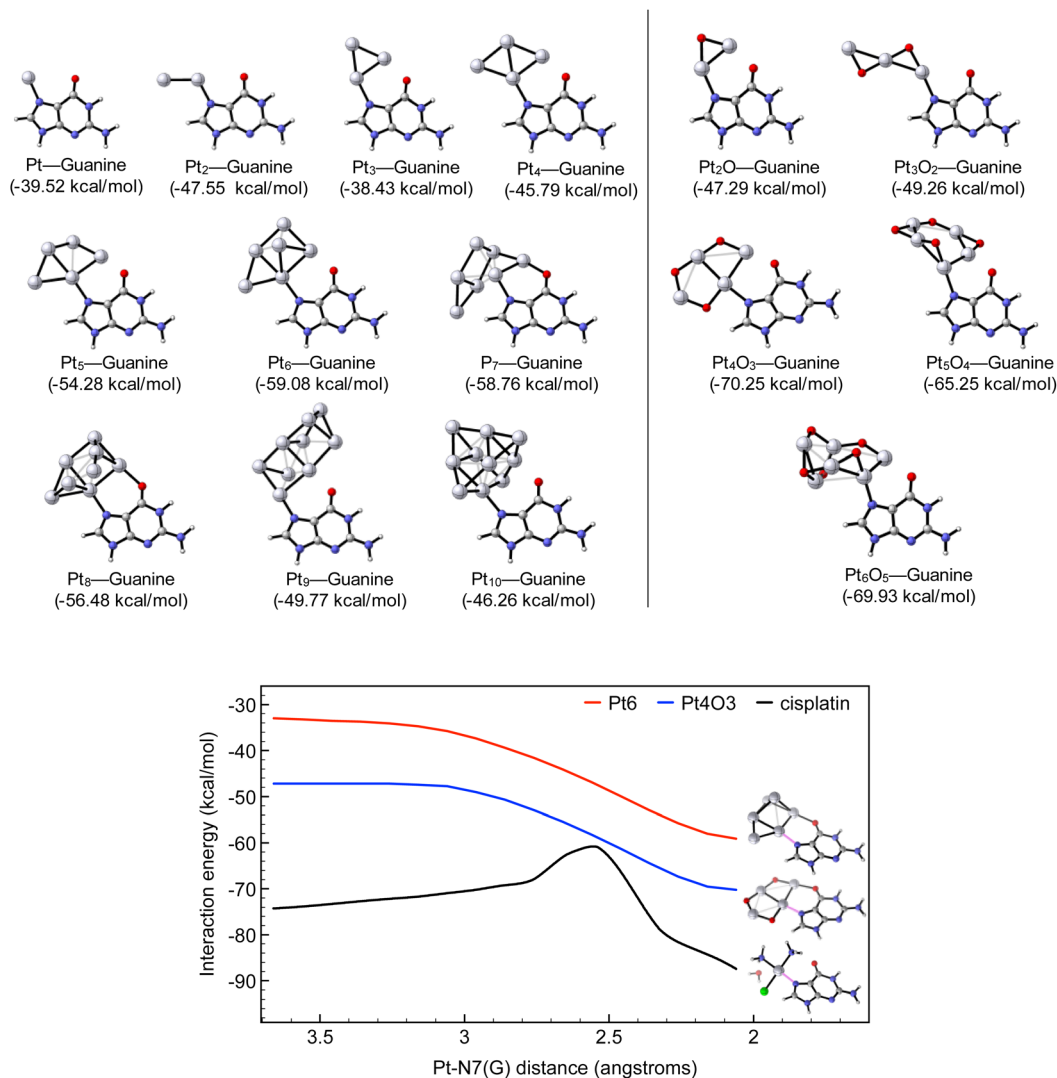 Pt—Guanine
(-39.52 kcal/mol)
Pt₂—Guanine
(-47.55 kcal/mol)
Pt₃—Guanine
(-38.43 kcal/mol)
Pt₄—Guanine
(-45.79 kcal/mol)
Pt₂O—Guanine
(-47.29 kcal/mol)
Pt₃O₂—Guanine
(-49.26 kcal/mol)
Pt₅—Guanine
(-54.28 kcal/mol)
Pt₆—Guanine
(-59.08 kcal/mol)
P₇—Guanine
(-58.76 kcal/mol)
Pt₄O₃—Guanine
(-70.25 kcal/mol)
Pt₅O₄—Guanine
(-65.25 kcal/mol)
Pt₈—Guanine
(-56.48 kcal/mol)
Pt₉—Guanine
(-49.77 kcal/mol)
Pt₁₀—Guanine
(-46.26 kcal/mol)
Pt₆O₅—Guanine
(-69.93 kcal/mol)
Pt6 Pt4O3 cisplatin
Interaction energy (kcal/mol)
-30
-40
-50
-60
-70
-80
-90
3.5 3 2.5 2
Pt-N7(G) distance (angstroms)